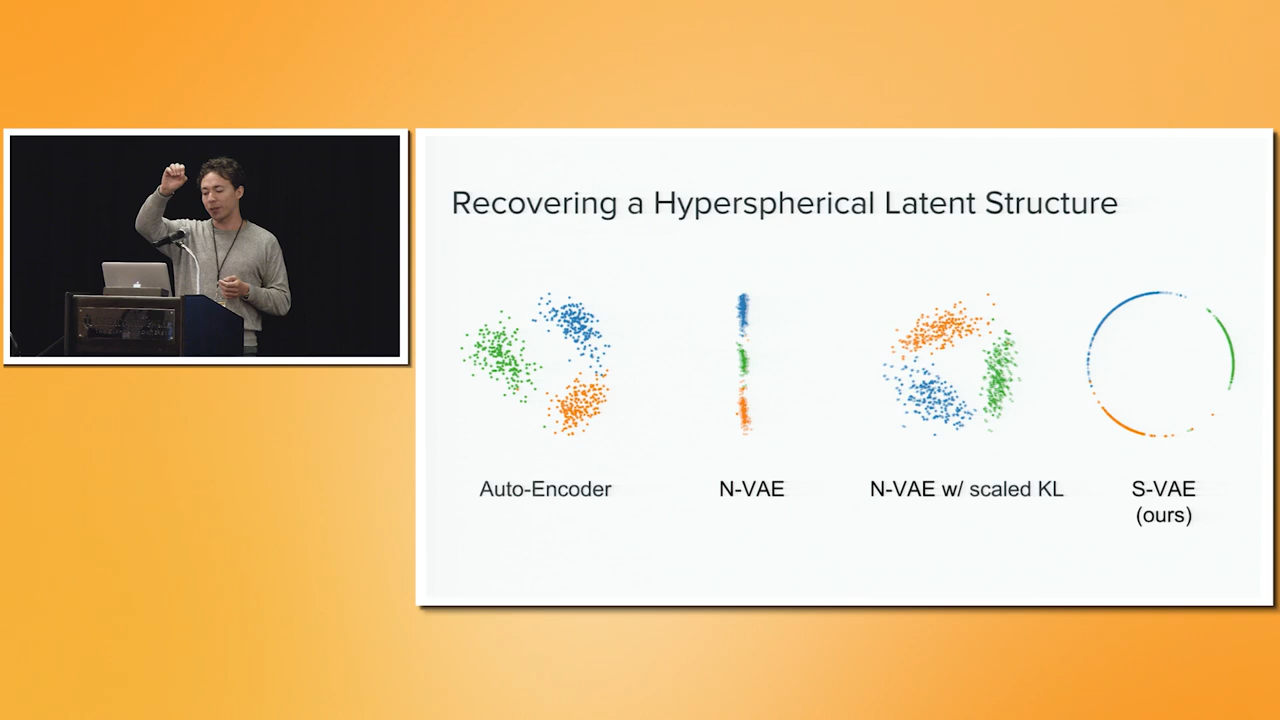 Recovering a Hyperspherical Latent Structure
Auto-Encoder
N-VAE
N-VAE w/ scaled KL
S-VAE
(ours)